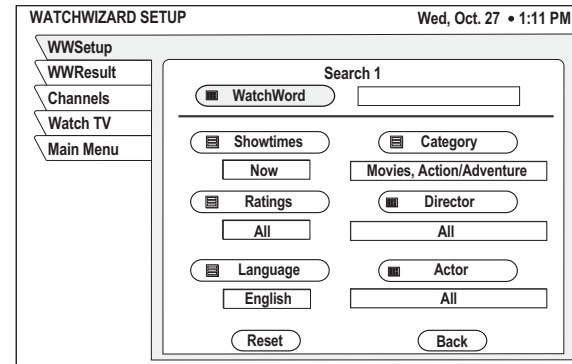 WATCHWIZARD SETUP Wed, Oct. 27 • 1:11 PM
WWSetup
WWResult
Channels
Watch TV
Main Menu
Search 1
WatchWord
Showtimes Category
Now Movies, Action/Adventure
Ratings Director
All All
Language Actor
English All
Reset Back